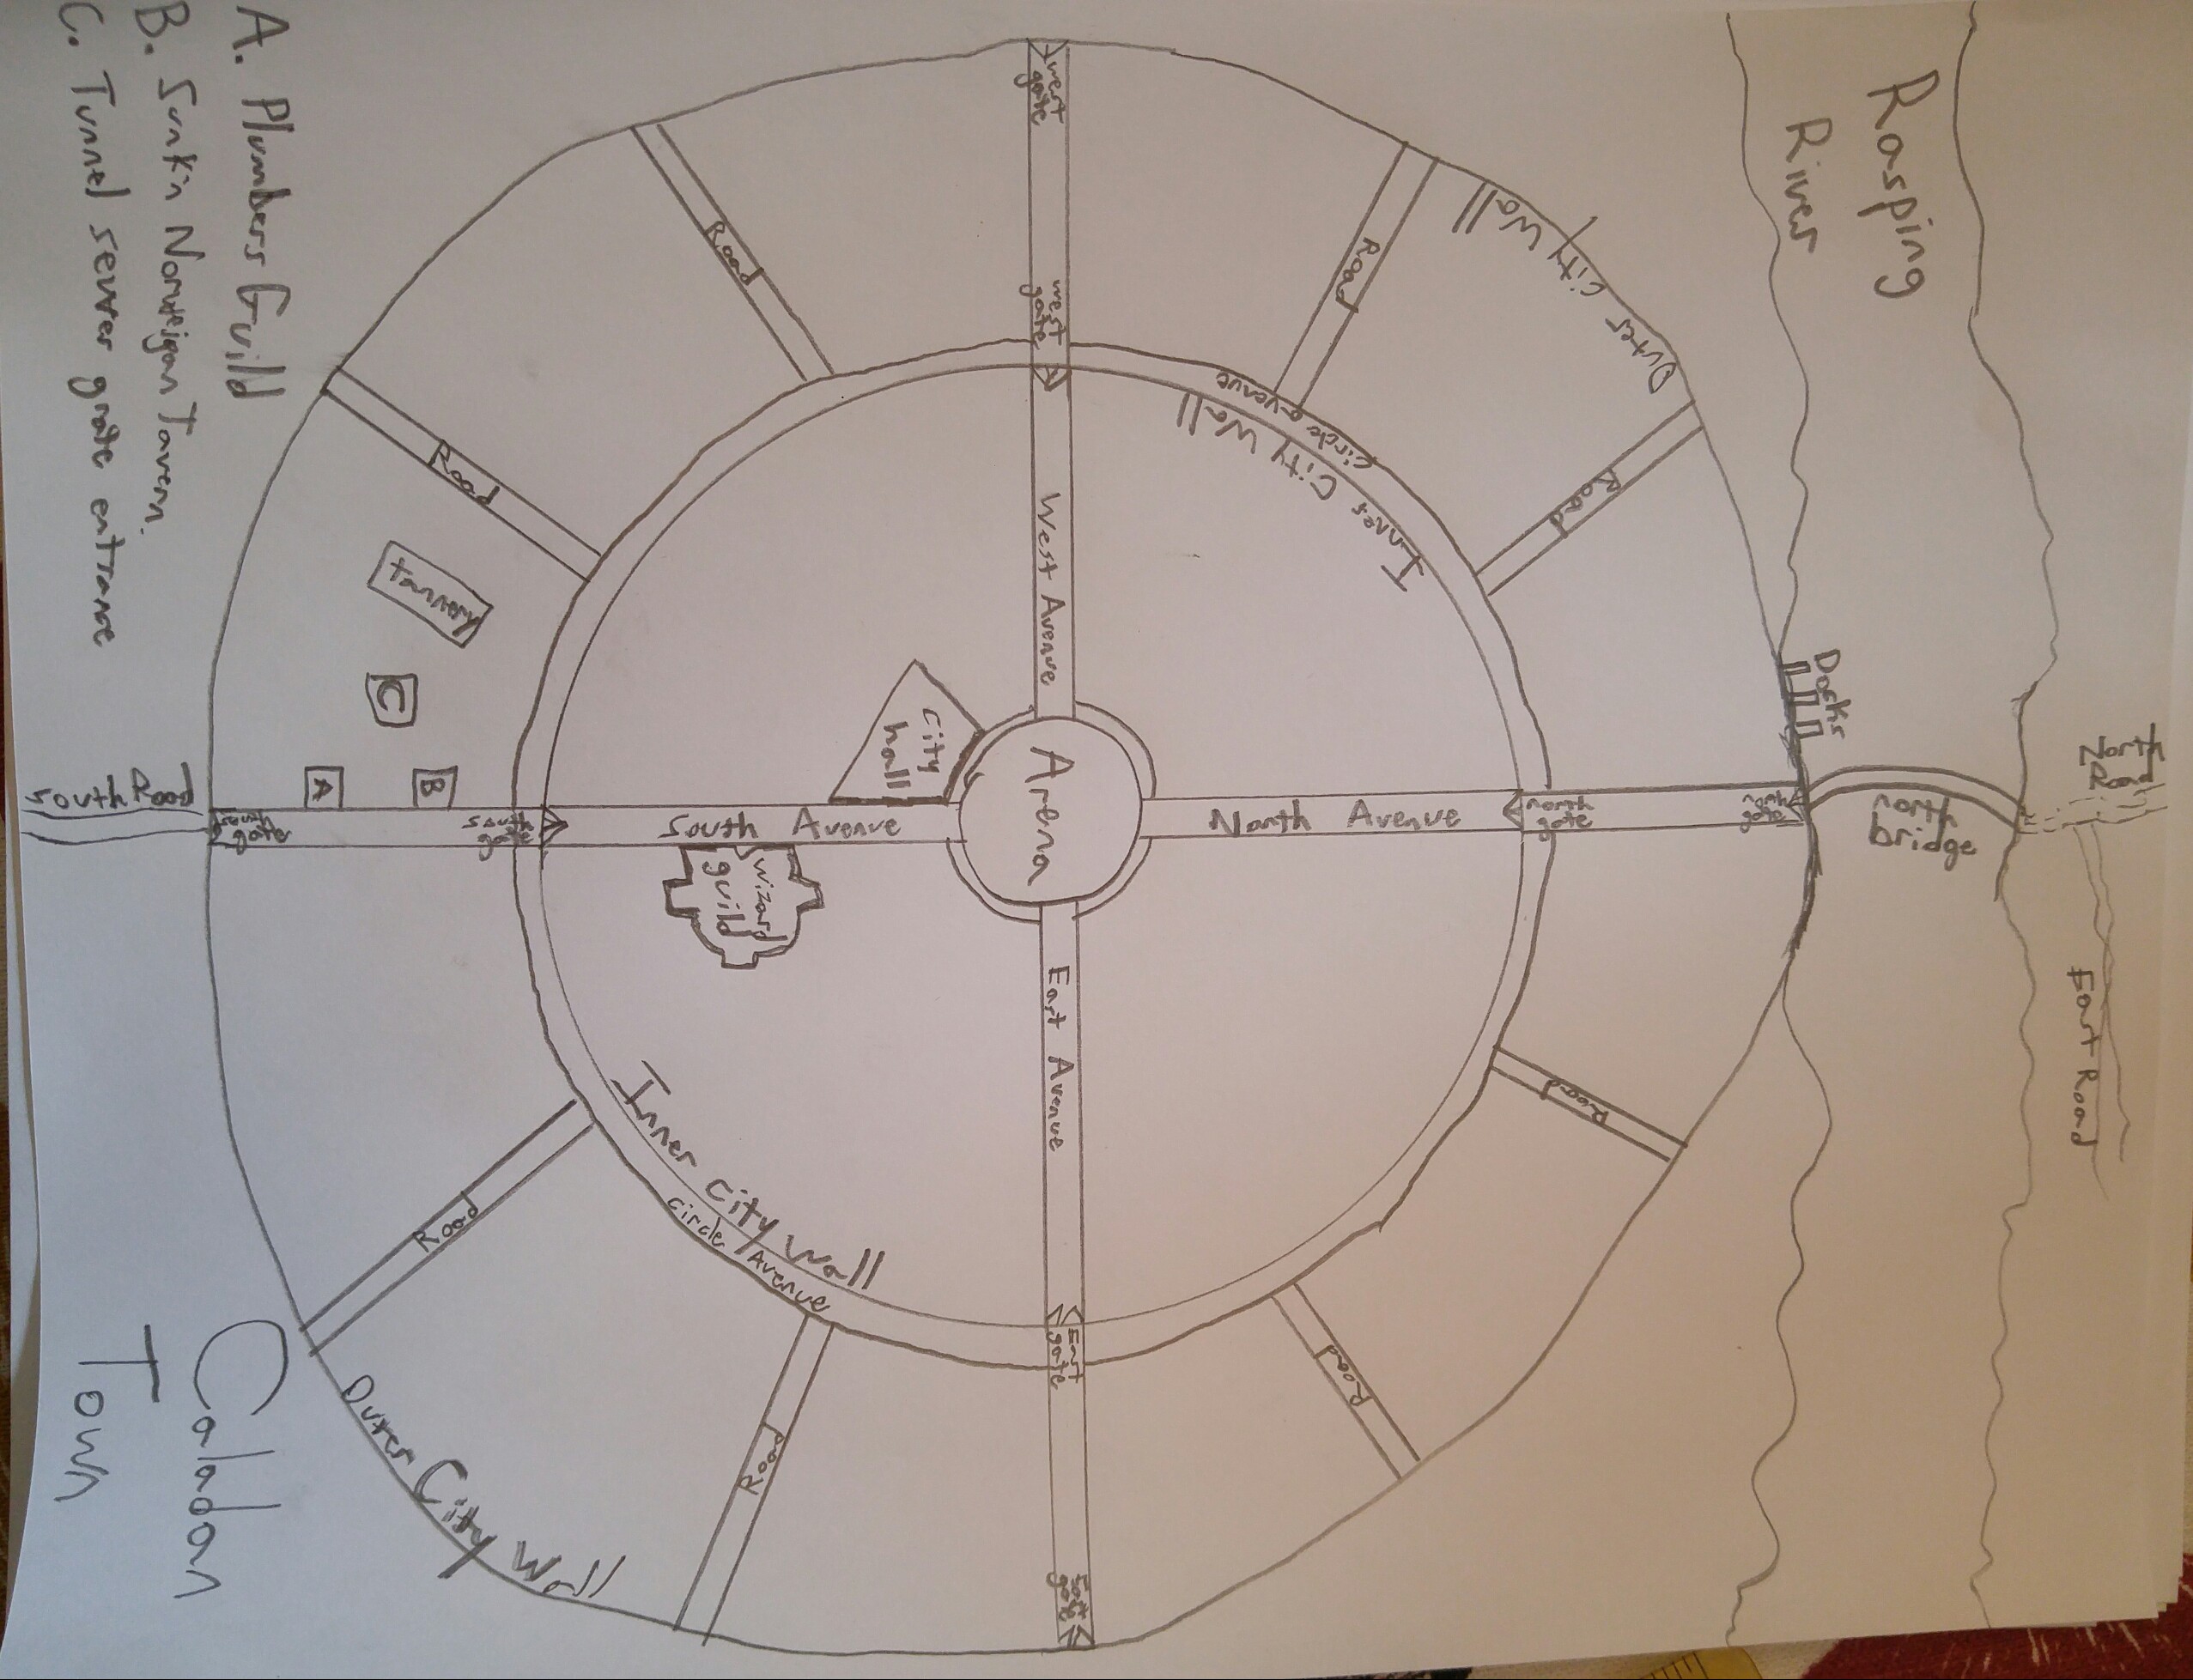 North
Road
East Road
Rasping
River
north
bridge
Docks
north
gate
Outer City Wall
Road
Road
north
gate
Road
Road
Inner City Wall
Circle avenue
North Avenue
west
gate
west
gate
West Avenue
Arena
East Avenue
East
gate
East
gate
City
hall
South Avenue
wizard
guild
Inner City Wall
Circle Avenue
Road
Road
Road
Road
south
gate
tannery
B
C
A
Outer City Wall
south
gate
A. Plumbers Guild
B. Sunk'n Norweigan Tavern.
C. Tunnel sewer grate entrance
South Road
Caladan
Town